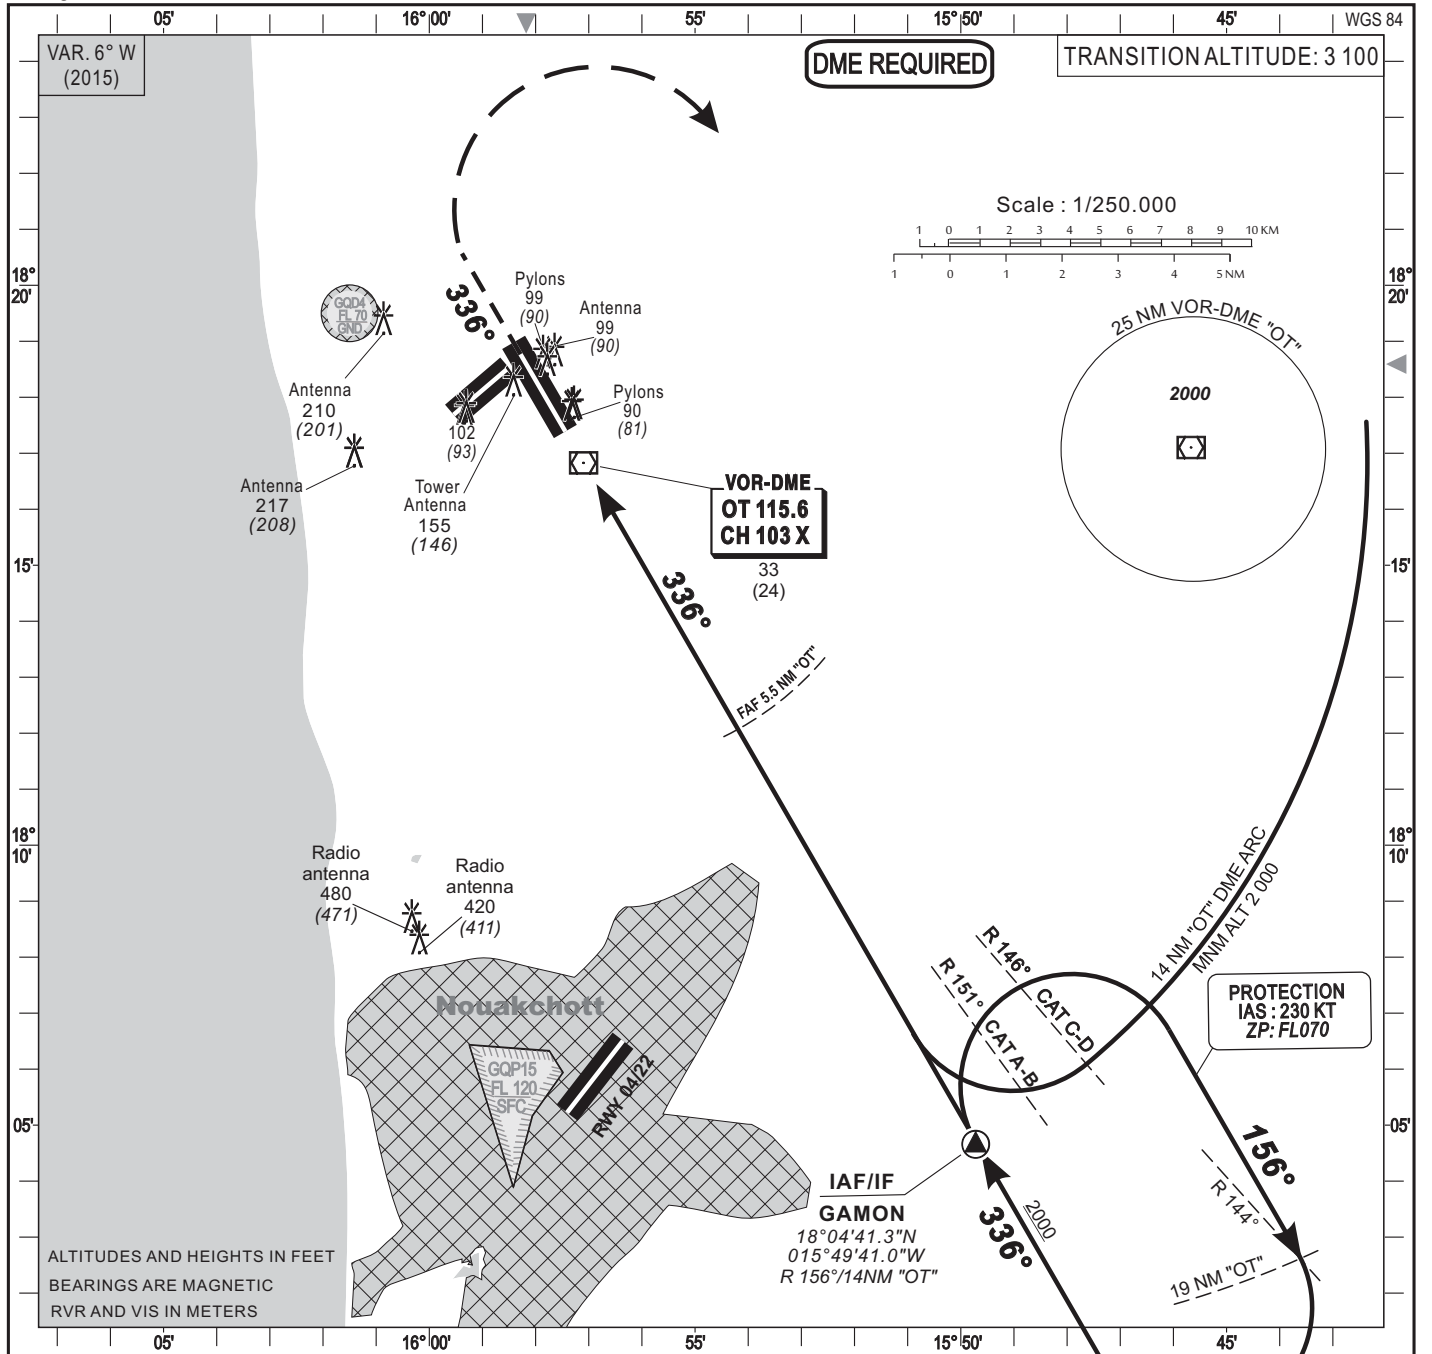 05'
16° 00'
55'
15° 50'
45'
WGS 84
VAR. 6° W
(2015)
DME REQUIRED
TRANSITION ALTITUDE: 3 100
Scale : 1/250.000
1 0 1 2 3 4 5 6 7 8 9 10 KM
1 0 1 2 3 4 5 NM
18°
20'
18°
20'
GQD4
FL 70
GND
336°
Pylons
99
(90)
Antenna
99
(90)
25 NM VOR-DME "OT"
2000
Antenna
210
(201)
Pylons
90
(81)
102
(93)
Antenna
217
(208)
Tower
Antenna
155
(146)
VOR-DME
OT 115.6
CH 103 X
33
(24)
15'
15'
336°
FAF 5.5 NM "OT"
18°
10'
18°
10'
Radio
antenna
480
(471)
Radio
antenna
420
(411)
14 NM "OT" DME ARC
MNM ALT 2 000
R 146° CAT C-D
R 151° CAT A-B
PROTECTION
IAS : 230 KT
ZP: FL070
Nouakchott
GQP15
FL 120
SFC
RWY 04/22
05'
05'
156°
R 144°
19 NM "OT"
IAF/IF
GAMON
18°04'41.3"N
015°49'41.0"W
R 156°/14NM "OT"
2000
336°
ALTITUDES AND HEIGHTS IN FEET
BEARINGS ARE MAGNETIC
RVR AND VIS IN METERS
05'
16° 00'
55'
15° 50'
45'